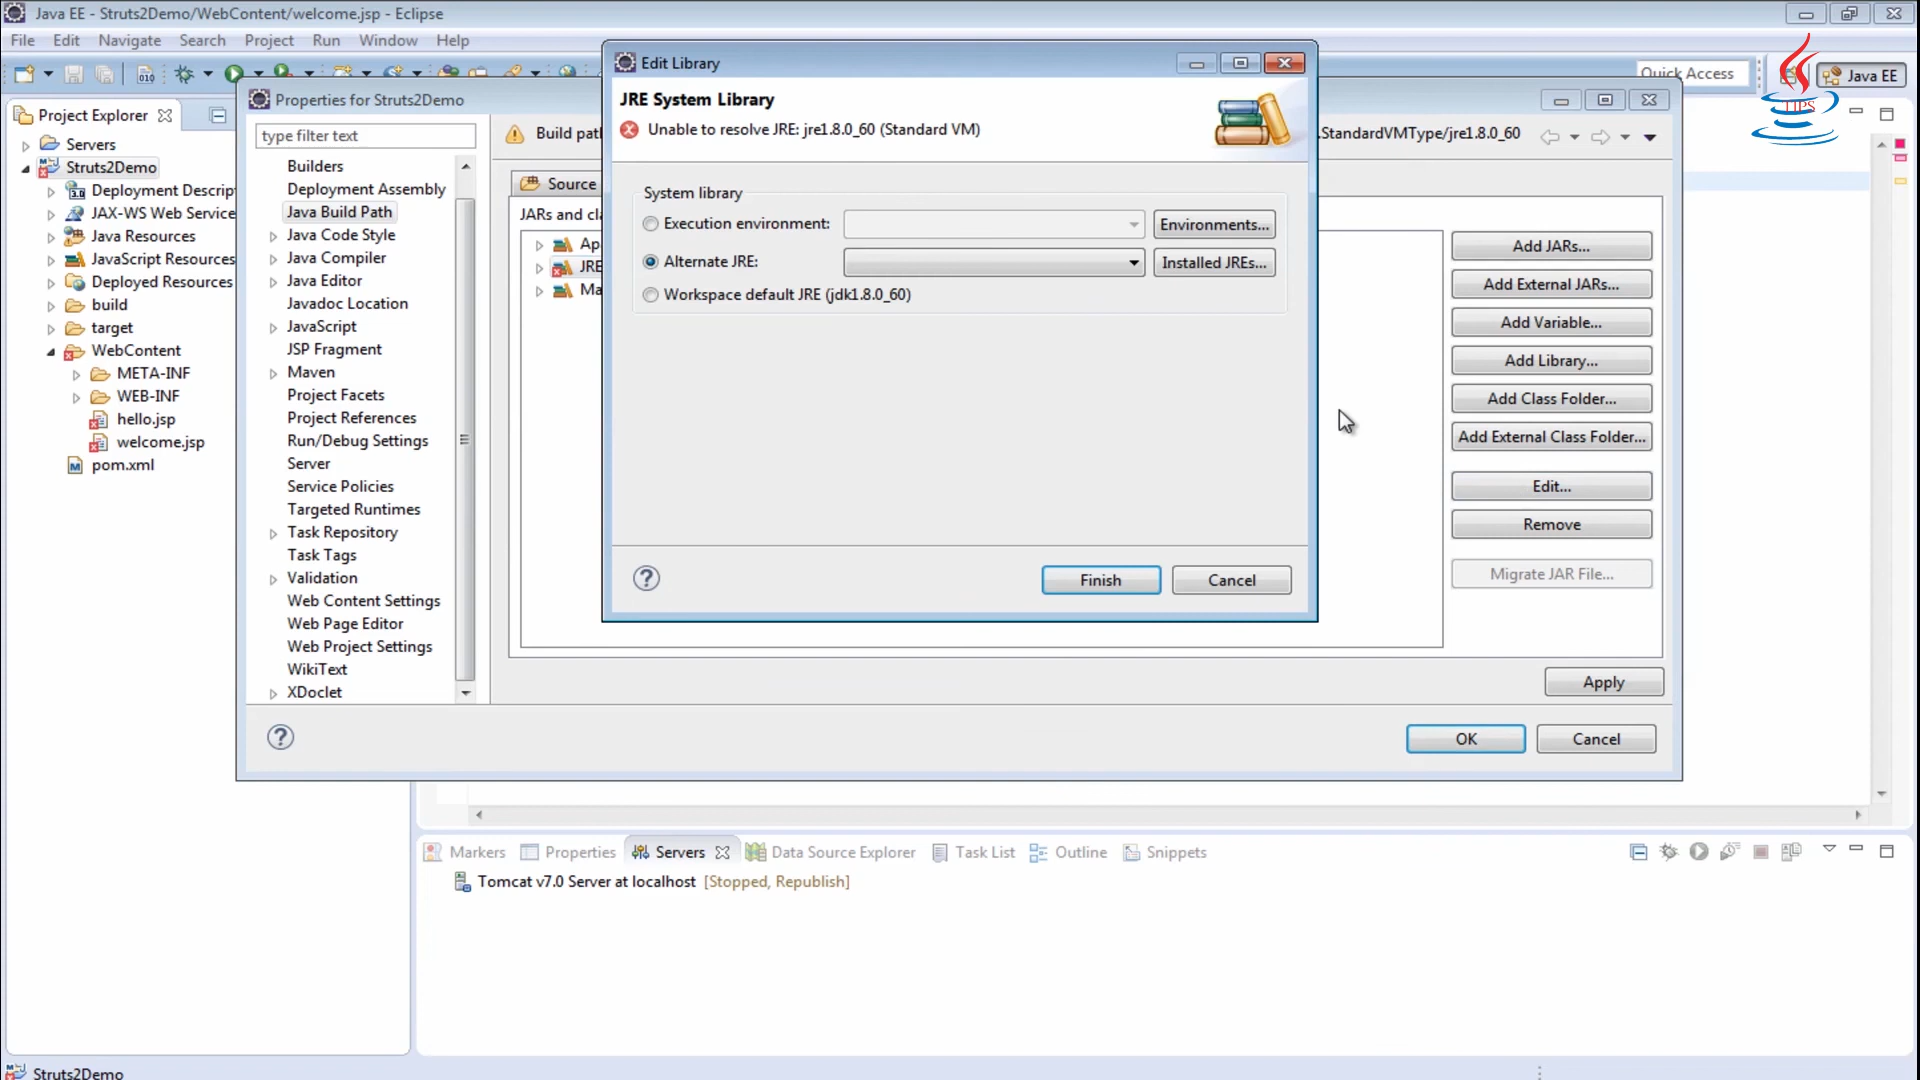 Java EE - Struts2Demo/WebContent/welcome.jsp - Eclipse
File Edit Navigate Search Project Run Window Help
Quick Access
Java EE
TIPS
Project Explorer
Servers
Struts2Demo
Deployment Descrip
JAX-WS Web Service
Java Resources
JavaScript Resources
Deployed Resources
build
target
WebContent
META-INF
WEB-INF
hello.jsp
welcome.jsp
pom.xml
Properties for Struts2Demo
type filter text
Builders
Deployment Assembly
Java Build Path
Java Code Style
Java Compiler
Java Editor
Javadoc Location
JavaScript
JSP Fragment
Maven
Project Facets
Project References
Run/Debug Settings
Server
Service Policies
Targeted Runtimes
Task Repository
Task Tags
Validation
Web Content Settings
Web Page Editor
Web Project Settings
WikiText
XDoclet
Build path
.StandardVMType/jre1.8.0_60
Source
JARs and cla
Ap
JRE
Ma
Add JARs...
Add External JARs...
Add Variable...
Add Library...
Add Class Folder...
Add External Class Folder...
Edit...
Remove
Migrate JAR File...
Apply
OK
Cancel
Edit Library
JRE System Library
Unable to resolve JRE: jre1.8.0_60 (Standard VM)
System library
Execution environment:
Environments...
Alternate JRE:
Installed JREs...
Workspace default JRE (jdk1.8.0_60)
Finish
Cancel
Markers Properties Servers Data Source Explorer Task List Outline Snippets
Tomcat v7.0 Server at localhost [Stopped, Republish]
Struts2Demo